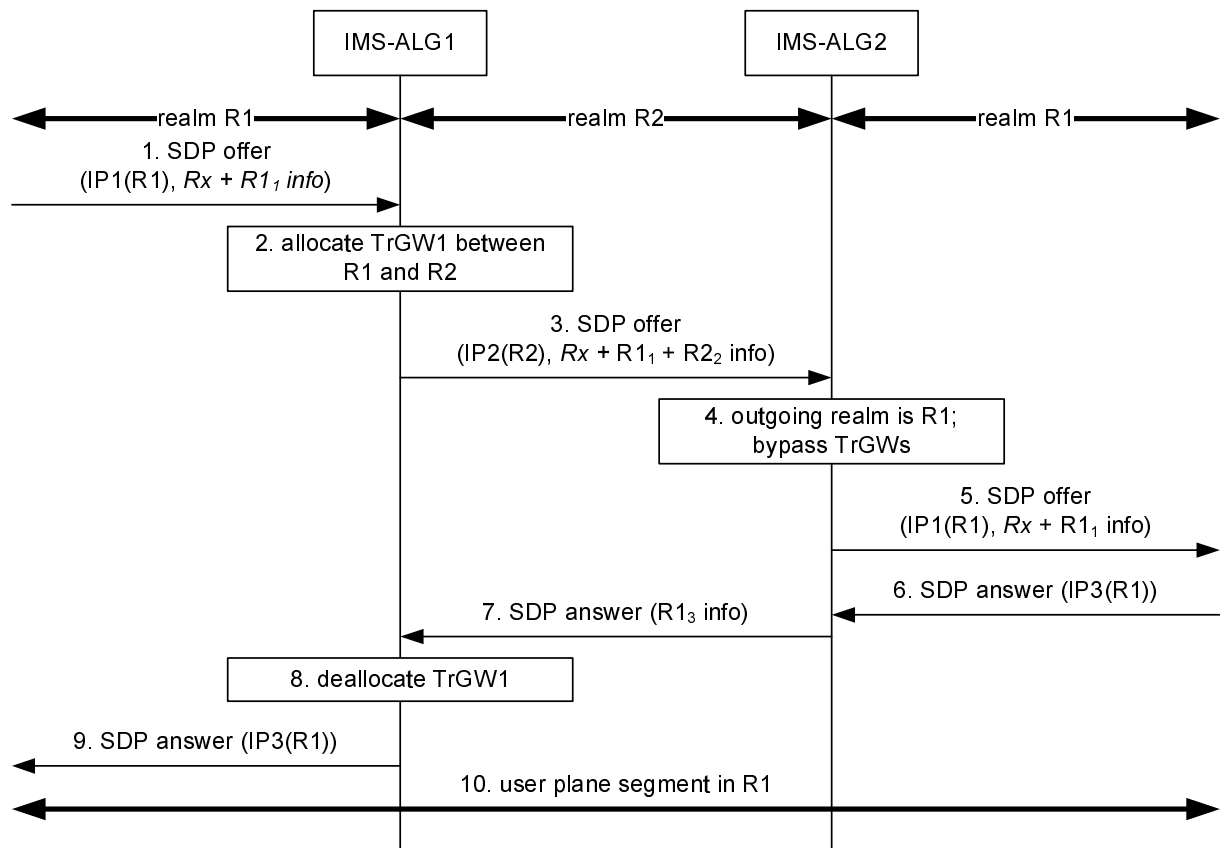 IMS-ALG1
IMS-ALG2
realm R1
realm R2
realm R1
1. SDP offer
(IP1(R1), Rx + R1₁ info)
2. allocate TrGW1 between
R1 and R2
3. SDP offer
(IP2(R2), Rx + R1₁ + R2₂ info)
4. outgoing realm is R1;
bypass TrGWs
5. SDP offer
(IP1(R1), Rx + R1₁ info)
6. SDP answer (IP3(R1))
7. SDP answer (R1₃ info)
8. deallocate TrGW1
9. SDP answer (IP3(R1))
10. user plane segment in R1